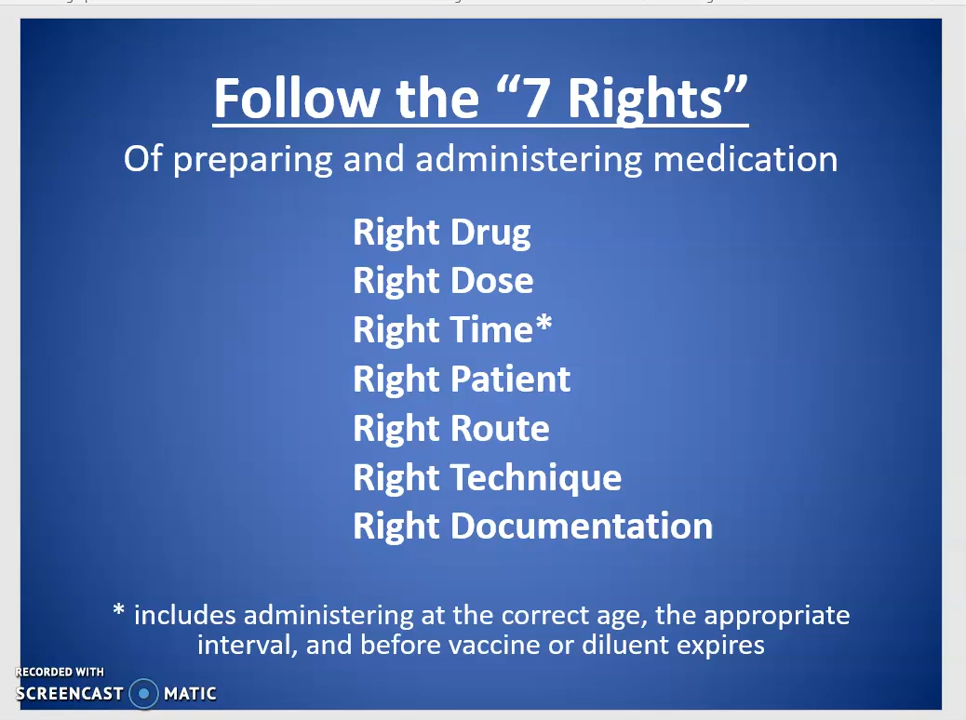 Follow the “7 Rights”
Of preparing and administering medication
Right Drug
Right Dose
Right Time*
Right Patient
Right Route
Right Technique
Right Documentation
* includes administering at the correct age, the appropriate
interval, and before vaccine or diluent expires
RECORDED WITH
SCREENCAST MATIC